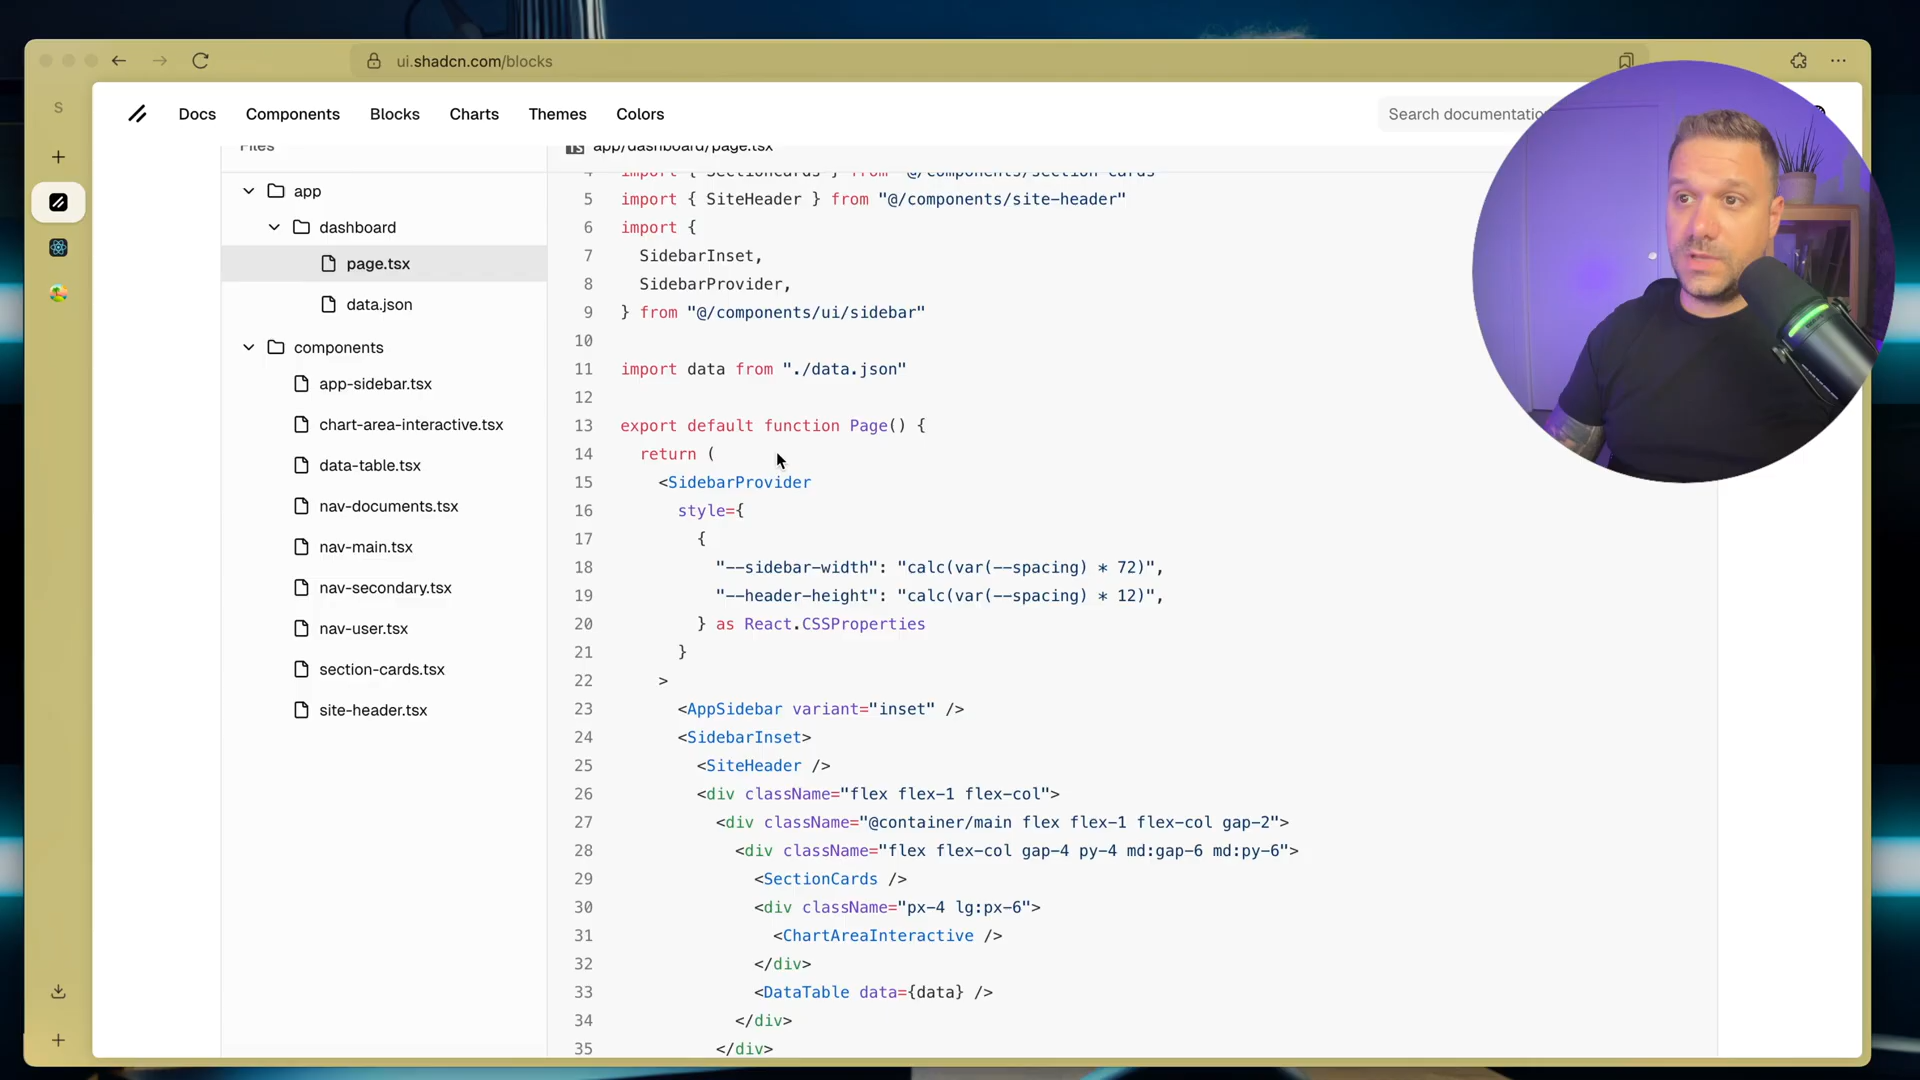 ui.shadcn.com/blocks
S
Docs Components Blocks Charts Themes Colors
Search documentatio
Files
app
dashboard
page.tsx
data.json
components
app-sidebar.tsx
chart-area-interactive.tsx
data-table.tsx
nav-documents.tsx
nav-main.tsx
nav-secondary.tsx
nav-user.tsx
section-cards.tsx
site-header.tsx
TS app/dashboard/page.tsx
4 import { SectionCards } from "@/components/section-cards"
5 import { SiteHeader } from "@/components/site-header"
6 import {
7 SidebarInset,
8 SidebarProvider,
9 } from "@/components/ui/sidebar"
10
11 import data from "./data.json"
12
13 export default function Page() {
14 return (
15 <SidebarProvider
16 style={
17 {
18 "--sidebar-width": "calc(var(--spacing) * 72)",
19 "--header-height": "calc(var(--spacing) * 12)",
20 } as React.CSSProperties
21 }
22 >
23 <AppSidebar variant="inset" />
24 <SidebarInset>
25 <SiteHeader />
26 <div className="flex flex-1 flex-col">
27 <div className="@container/main flex flex-1 flex-col gap-2">
28 <div className="flex flex-col gap-4 py-4 md:gap-6 md:py-6">
29 <SectionCards />
30 <div className="px-4 lg:px-6">
31 <ChartAreaInteractive />
32 </div>
33 <DataTable data={data} />
34 </div>
35 </div>